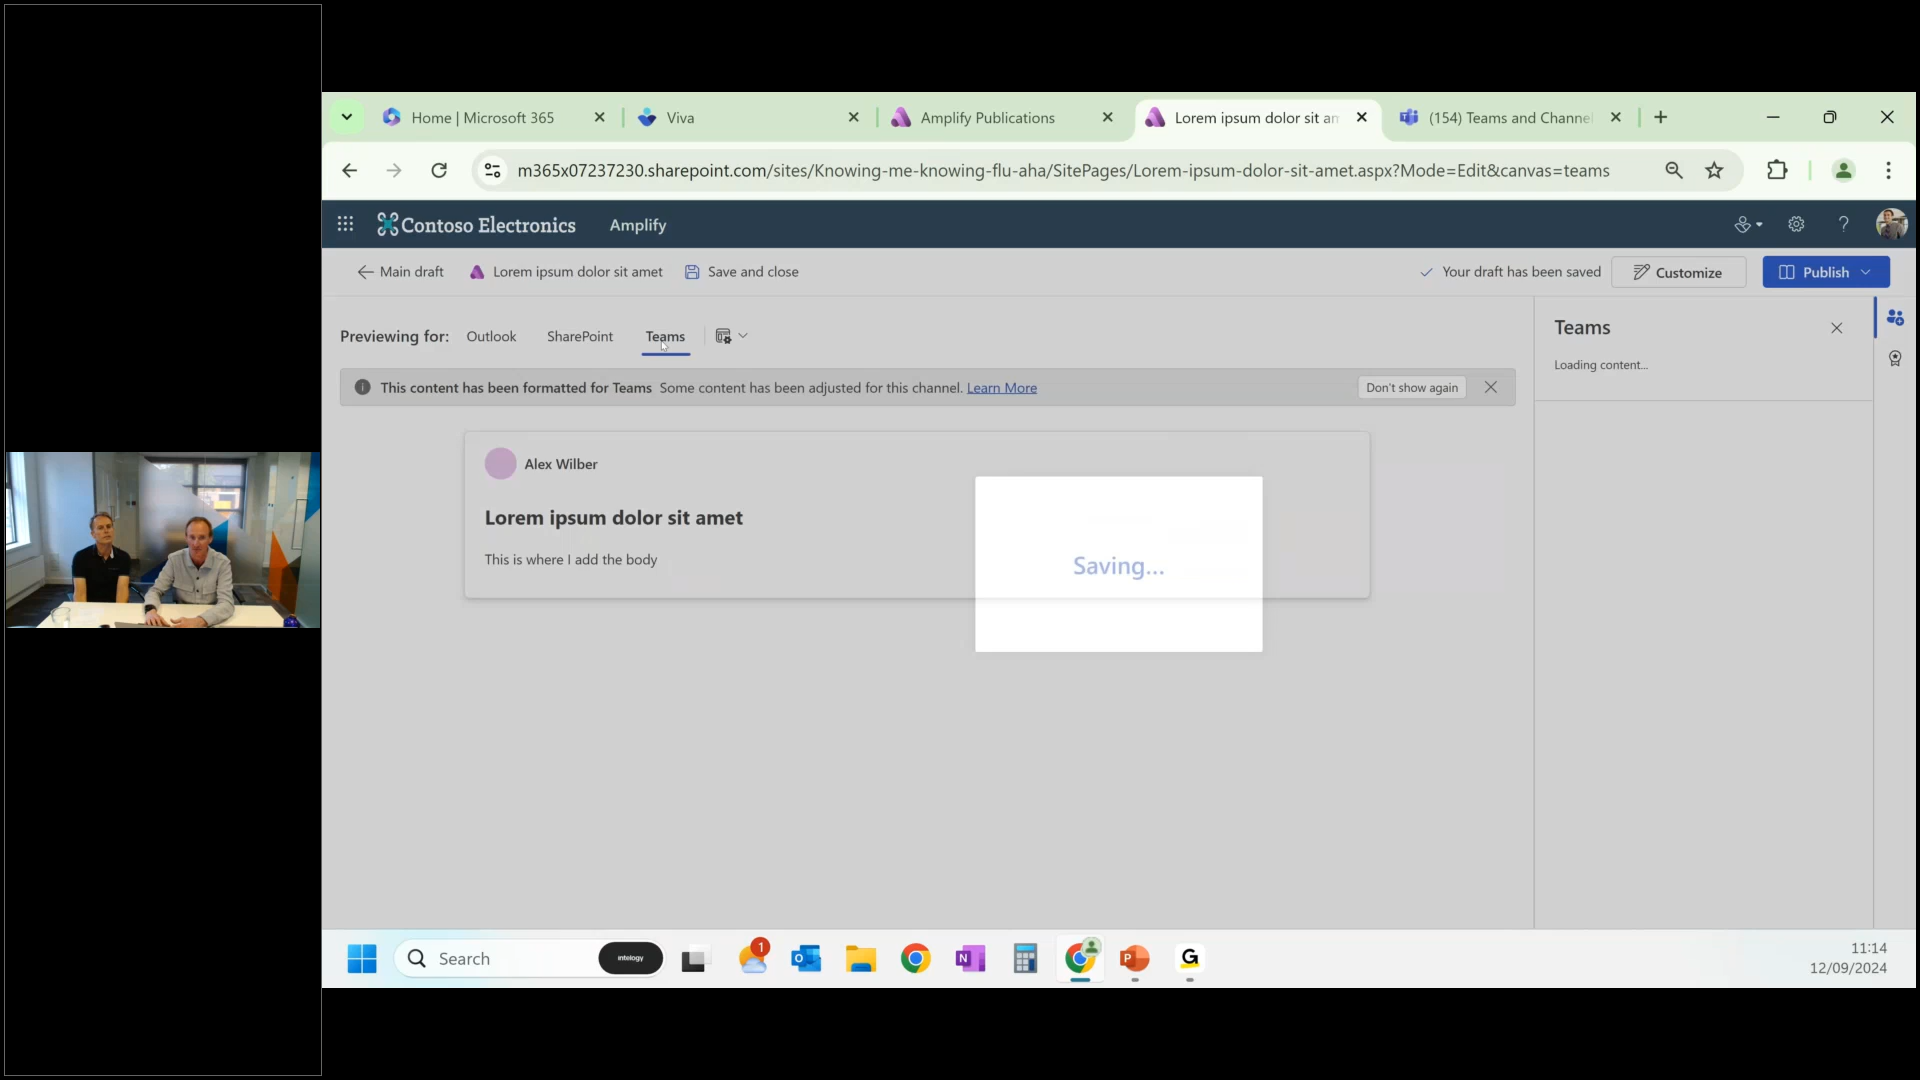 Home | Microsoft 365
Viva
Amplify Publications
Lorem ipsum dolor sit am
(154) Teams and Channe
m365x07237230.sharepoint.com/sites/Knowing-me-knowing-flu-aha/SitePages/Lorem-ipsum-dolor-sit-amet.aspx?Mode=Edit&canvas=teams
Contoso Electronics
Amplify
Main draft
Lorem ipsum dolor sit amet
Save and close
Your draft has been saved
Customize
Publish
Previewing for:
Outlook
SharePoint
Teams
Teams
Loading content...
This content has been formatted for Teams Some content has been adjusted for this channel. Learn More
Don't show again
Alex Wilber
Lorem ipsum dolor sit amet
This is where I add the body
Saving...
Search
intelogy
1
11:14
12/09/2024